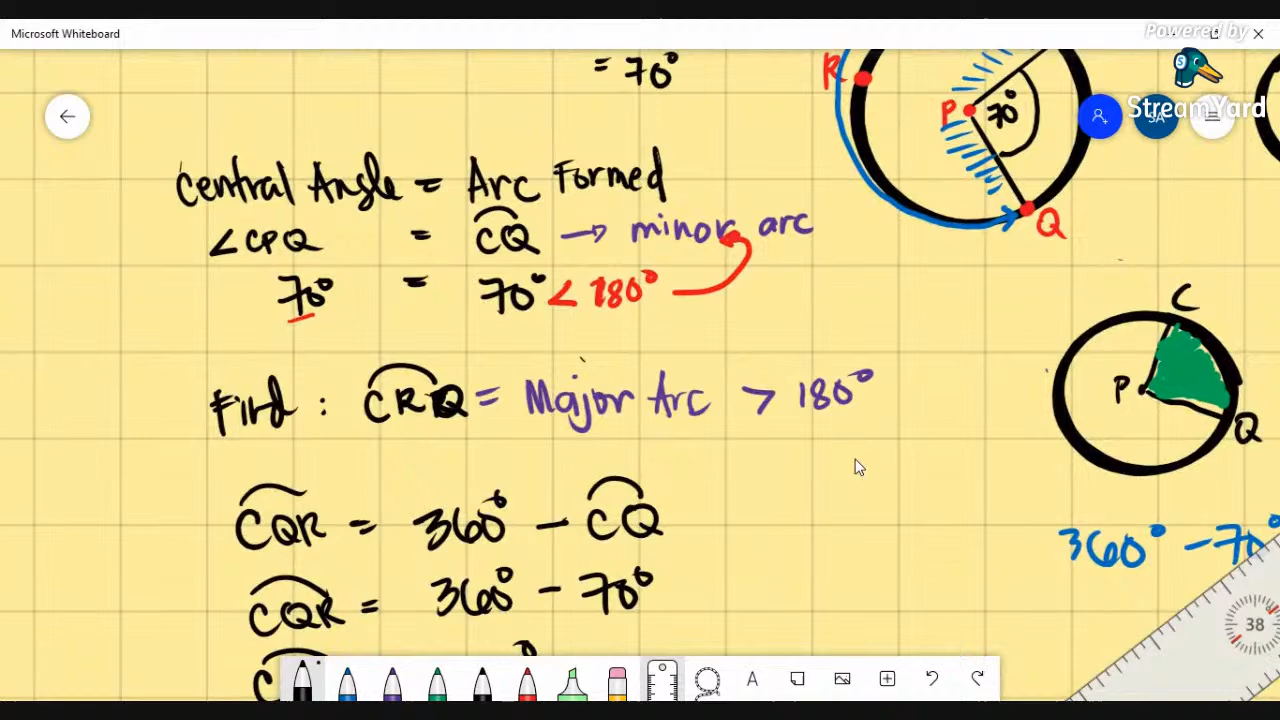 Microsoft Whiteboard
Powered by
StreamYard
S
SA
= 70°
R
P
70°
Q
Central Angle = Arc Formed
∠CPQ = CQ → minor arc
70° = 70° < 180°
C
P
Q
Find : CRQ = Major Arc > 180°
CQR = 360° - CQ
360° - 70°
CQR = 360° - 70°
C
38
A